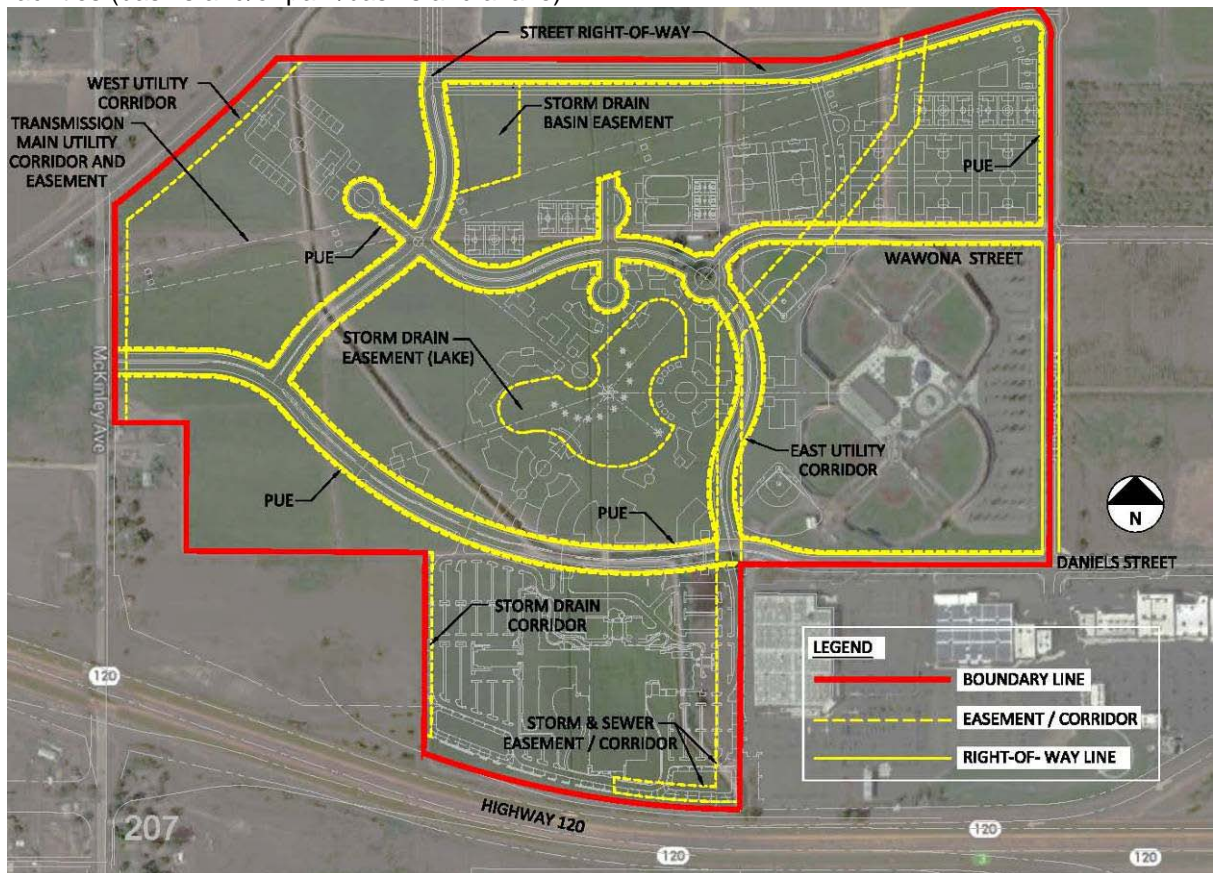 STREET RIGHT-OF-WAY
WEST UTILITY
CORRIDOR
TRANSMISSION
MAIN UTILITY
CORRIDOR AND
EASEMENT
STORM DRAIN
BASIN EASEMENT
PUE
PUE
WAWONA STREET
STORM DRAIN
EASEMENT (LAKE)
McKinley Ave
EAST UTILITY
CORRIDOR
PUE
PUE
N
DANIELS STREET
STORM DRAIN
CORRIDOR
LEGEND
BOUNDARY LINE
EASEMENT / CORRIDOR
RIGHT-OF- WAY LINE
120
STORM & SEWER
EASEMENT / CORRIDOR
HIGHWAY 120
207
120
120
120
3